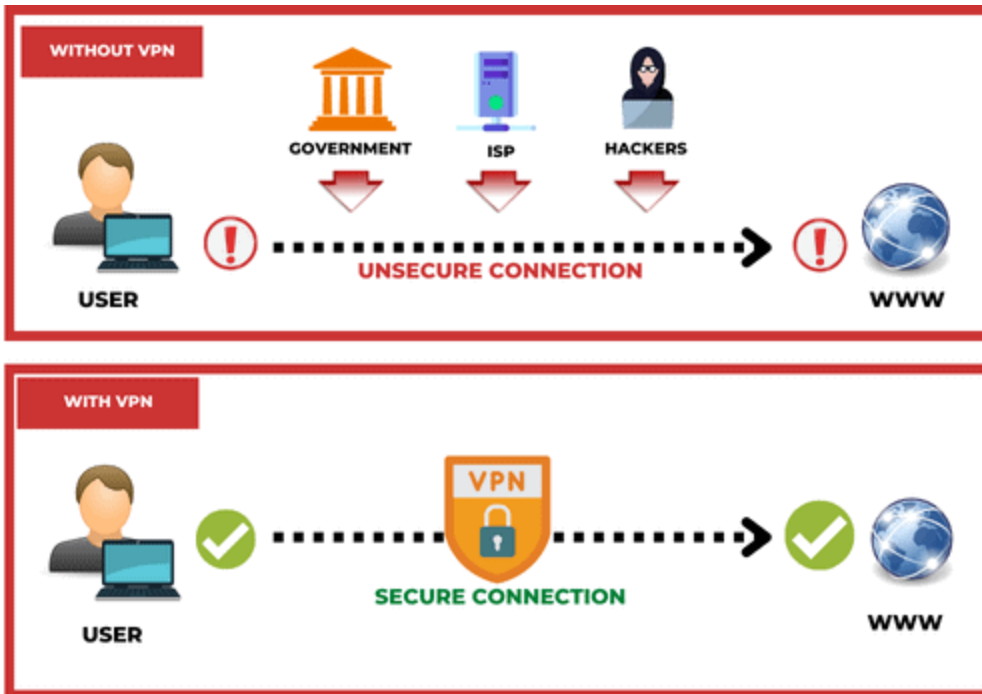 WITHOUT VPN
GOVERNMENT
ISP
HACKERS
UNSECURE CONNECTION
USER
WWW
WITH VPN
VPN
SECURE CONNECTION
USER
WWW